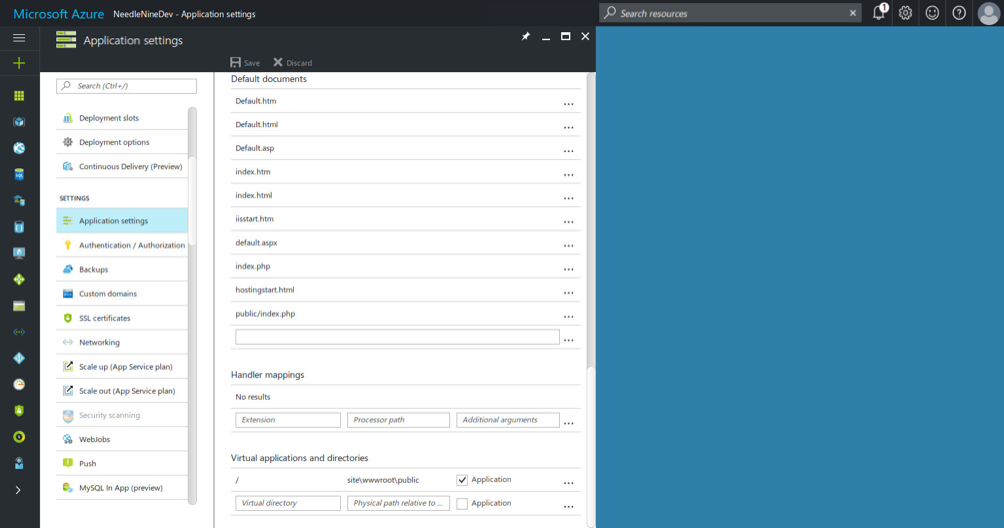 Microsoft Azure NeedleNineDev - Application settings
Search resources
1
Application settings
Save Discard
Search (Ctrl+/)
Deployment slots
Deployment options
Continuous Delivery (Preview)
SETTINGS
Application settings
Authentication / Authorization
Backups
Custom domains
SSL certificates
Networking
Scale up (App Service plan)
Scale out (App Service plan)
Security scanning
WebJobs
Push
MySQL In App (preview)
Default documents
Default.htm ...
Default.html ...
Default.asp ...
index.htm ...
index.html ...
iisstart.htm ...
default.aspx ...
index.php ...
hostingstart.html ...
public/index.php ...
...
Handler mappings
No results
Extension Processor path Additional arguments ...
Virtual applications and directories
/ site\wwwroot\public Application ...
Virtual directory Physical path relative to ... Application ...